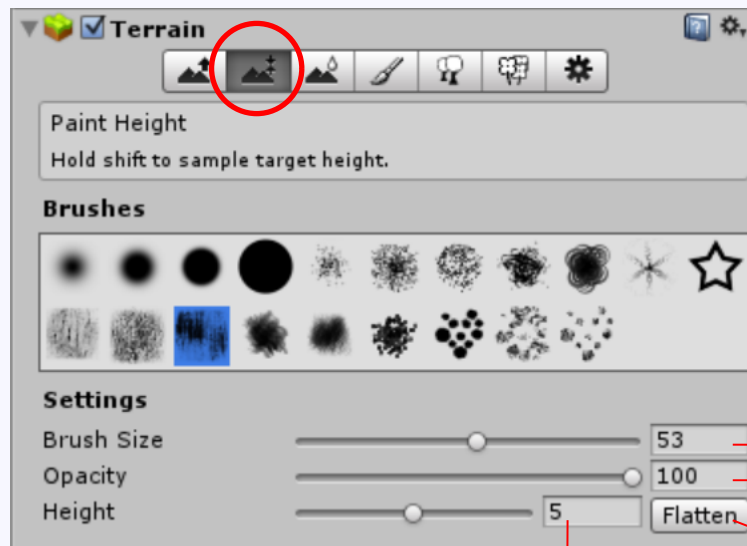 Terrain
Paint Height
Hold shift to sample target height.
Brushes
Settings
Brush Size 53
Opacity 100
Height 5 Flatten